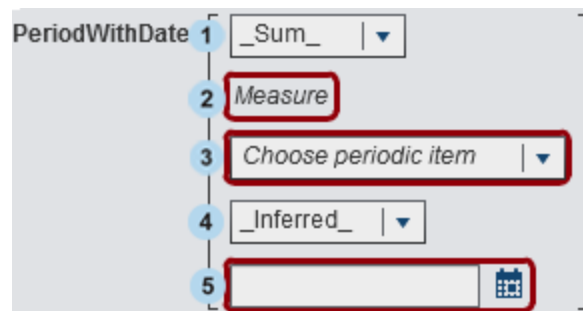 PeriodWithDate 1 _Sum_
2 Measure
3 Choose periodic item
4 _Inferred_
5